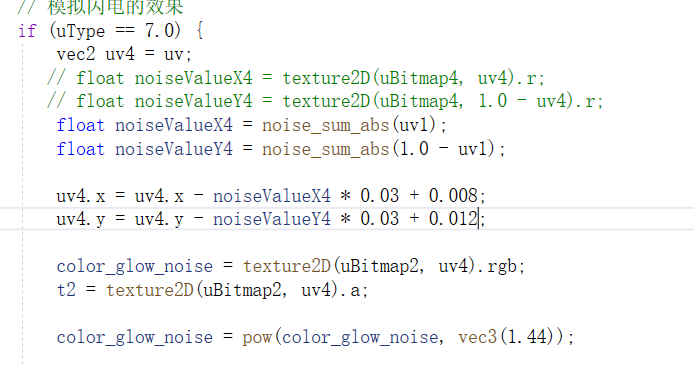 // 模拟闪电的效果
if (uType == 7.0) {
vec2 uv4 = uv;
// float noiseValueX4 = texture2D(uBitmap4, uv4).r;
// float noiseValueY4 = texture2D(uBitmap4, 1.0 - uv4).r;
float noiseValueX4 = noise_sum_abs(uv1);
float noiseValueY4 = noise_sum_abs(1.0 - uv1);
uv4.x = uv4.x - noiseValueX4 * 0.03 + 0.008;
uv4.y = uv4.y - noiseValueY4 * 0.03 + 0.012;
color_glow_noise = texture2D(uBitmap2, uv4).rgb;
t2 = texture2D(uBitmap2, uv4).a;
color_glow_noise = pow(color_glow_noise, vec3(1.44));